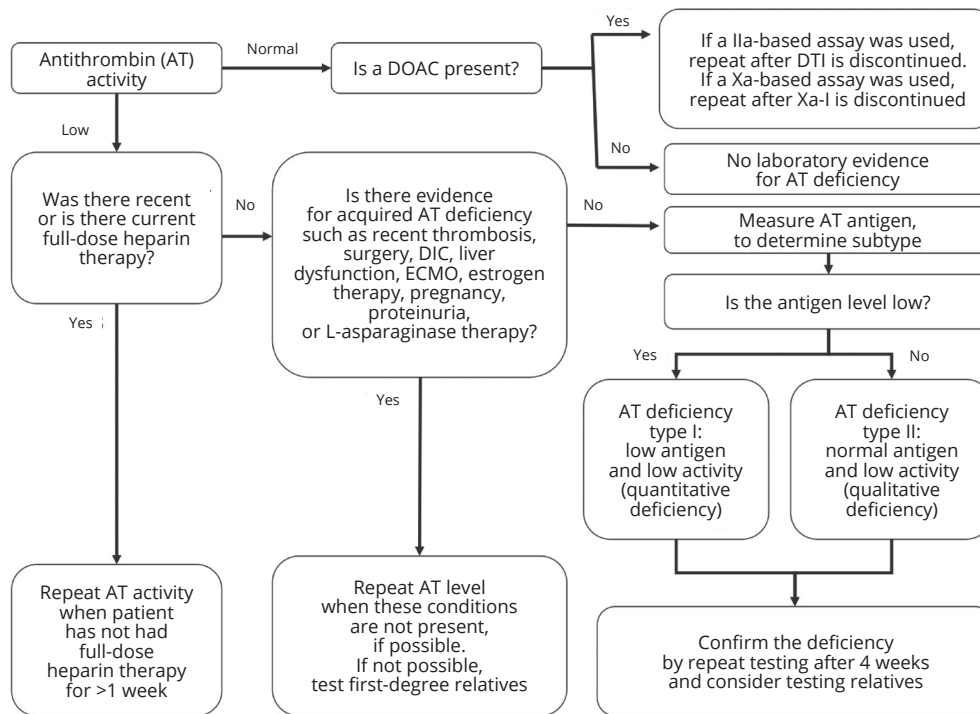 Antithrombin (AT)
activity
Normal
Is a DOAC present?
Yes
If a IIa-based assay was used,
repeat after DTI is discontinued.
If a Xa-based assay was used,
repeat after Xa-I is discontinued
Low
No
No laboratory evidence
for AT deficiency
Was there recent
or is there current
full-dose heparin
therapy?
No
Is there evidence
for acquired AT deficiency
such as recent thrombosis,
surgery, DIC, liver
dysfunction, ECMO, estrogen
therapy, pregnancy,
proteinuria,
or L-asparaginase therapy?
No
Measure AT antigen,
to determine subtype
Is the antigen level low?
Yes
Yes
Yes
No
AT deficiency
type I:
low antigen
and low activity
(quantitative
deficiency)
AT deficiency
type II:
normal antigen
and low activity
(qualitative
deficiency)
Repeat AT activity
when patient
has not had
full-dose
heparin therapy
for >1 week
Repeat AT level
when these conditions
are not present,
if possible.
If not possible,
test first-degree relatives
Confirm the deficiency
by repeat testing after 4 weeks
and consider testing relatives